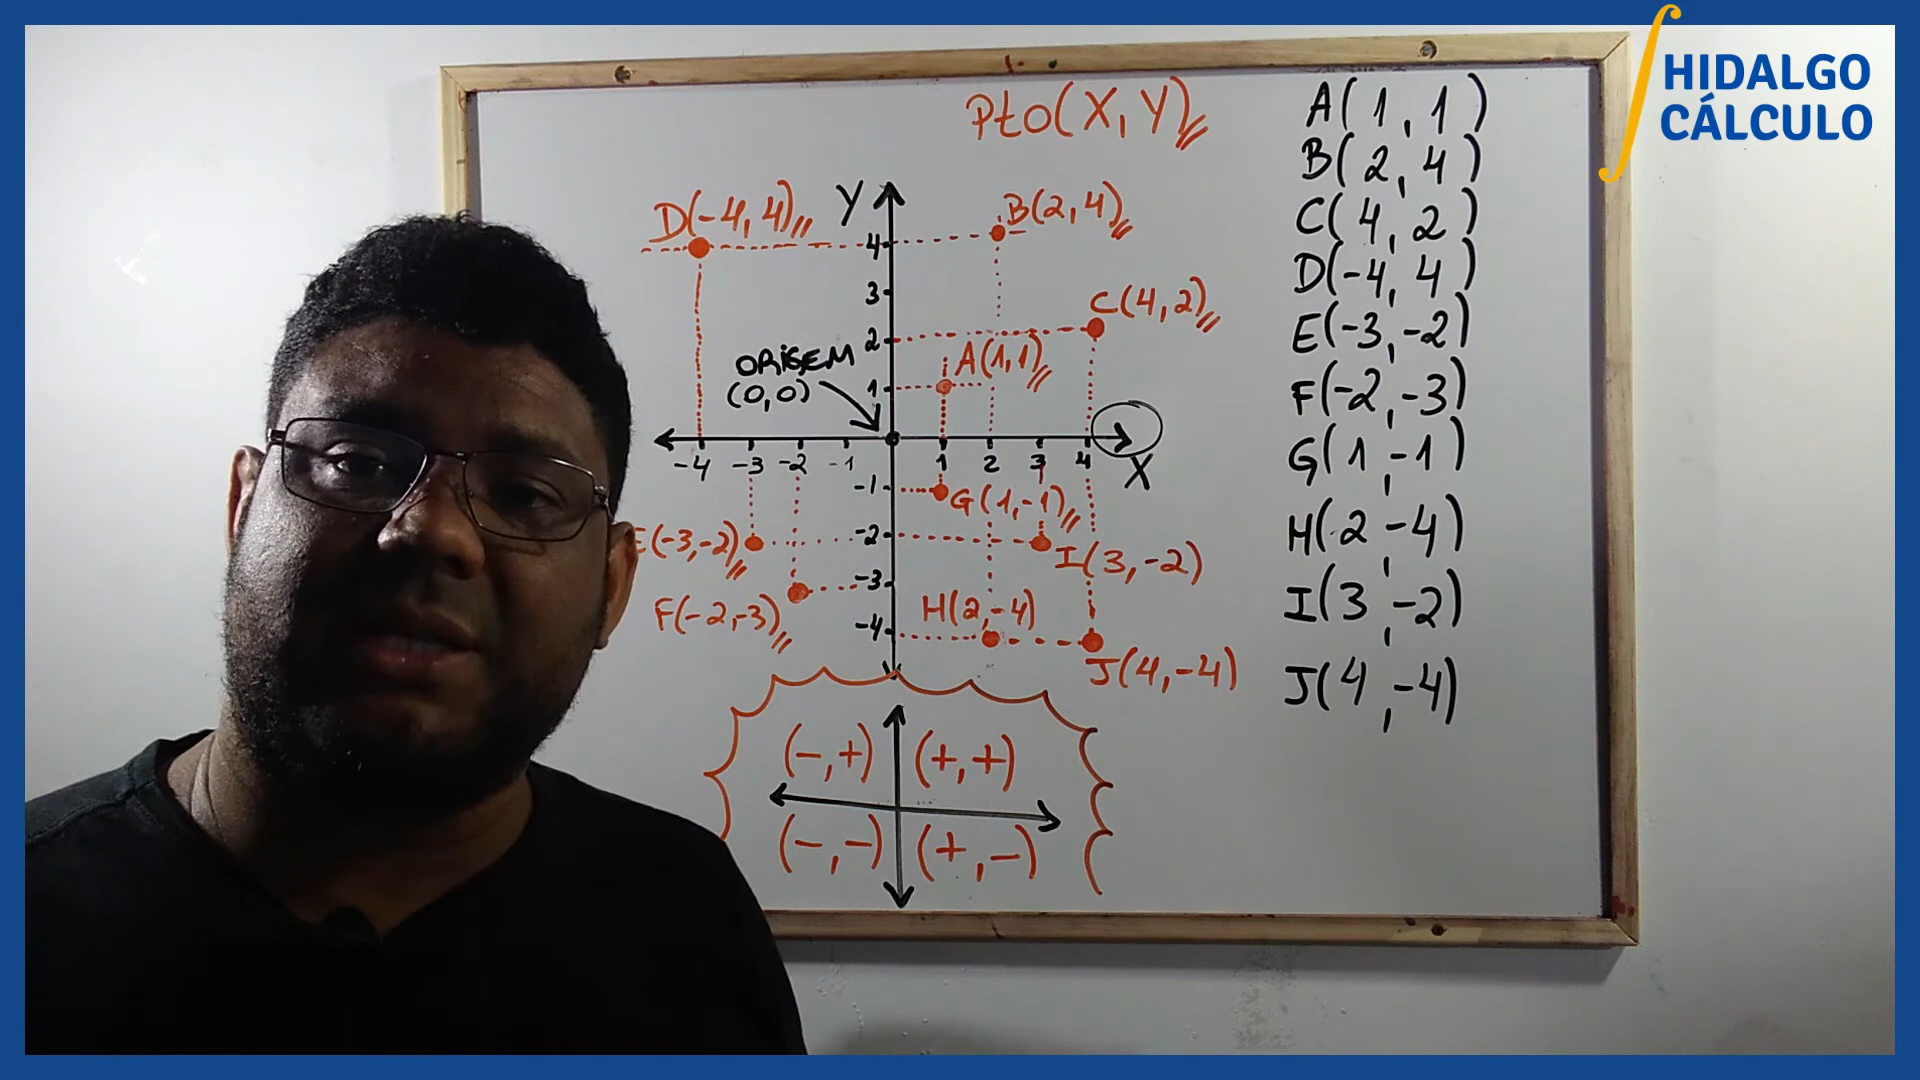 HIDALGO
CÁLCULO
Pto(X,Y)
Y
D(-4,4)
B(2,4)
4
3
C(4,2)
2
ORIGEM
(0,0)
A(1,1)
1
-4 -3 -2 -1 1 2 3 4
X
-1
G(1,-1)
-2
E(-3,-2)
I(3,-2)
-3
F(-2,-3)
H(2,-4)
-4
J(4,-4)
(-,+) (+,+)
(-,-) (+,-)
A(1,1)
B(2,4)
C(4,2)
D(-4,4)
E(-3,-2)
F(-2,-3)
G(1,-1)
H(2,-4)
I(3,-2)
J(4,-4)